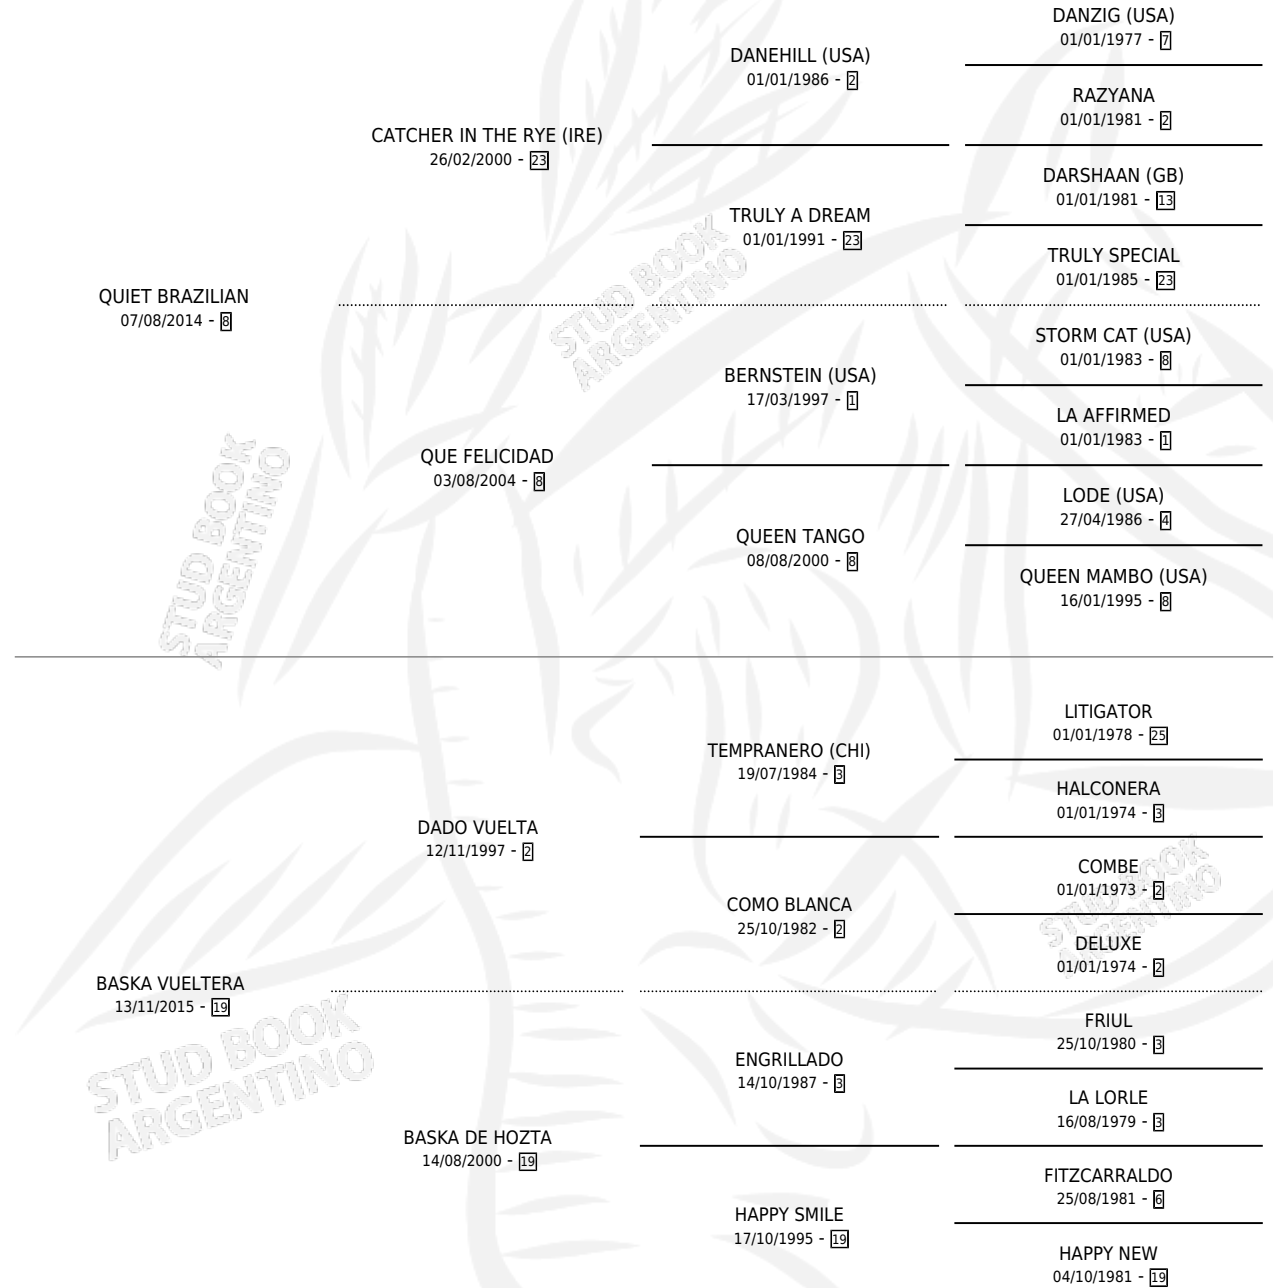 DANZIG (USA)
01/01/1977 - 7
DANEHILL (USA)
01/01/1986 - 2
RAZYANA
01/01/1981 - 2
CATCHER IN THE RYE (IRE)
26/02/2000 - 23
DARSHAAN (GB)
01/01/1981 - 13
TRULY A DREAM
01/01/1991 - 23
TRULY SPECIAL
01/01/1985 - 23
QUIET BRAZILIAN
07/08/2014 - 8
STUD BOOK
ARGENTINO
STORM CAT (USA)
01/01/1983 - 8
BERNSTEIN (USA)
17/03/1997 - 1
LA AFFIRMED
01/01/1983 - 1
QUE FELICIDAD
03/08/2004 - 8
LODE (USA)
27/04/1986 - 4
QUEEN TANGO
08/08/2000 - 8
QUEEN MAMBO (USA)
16/01/1995 - 8
STUD BOOK
ARGENTINO
LITIGATOR
01/01/1978 - 25
TEMPRANERO (CHI)
19/07/1984 - 3
HALCONERA
01/01/1974 - 3
DADO VUELTA
12/11/1997 - 2
COMBE
01/01/1973 - 2
COMO BLANCA
25/10/1982 - 2
STUD BOOK
ARGENTINO
DELUXE
01/01/1974 - 2
BASKA VUELTERA
13/11/2015 - 19
FRIUL
25/10/1980 - 3
ENGRILLADO
14/10/1987 - 3
STUD BOOK
ARGENTINO
LA LORLE
16/08/1979 - 3
BASKA DE HOZTA
14/08/2000 - 19
FITZCARRALDO
25/08/1981 - 6
HAPPY SMILE
17/10/1995 - 19
HAPPY NEW
04/10/1981 - 19